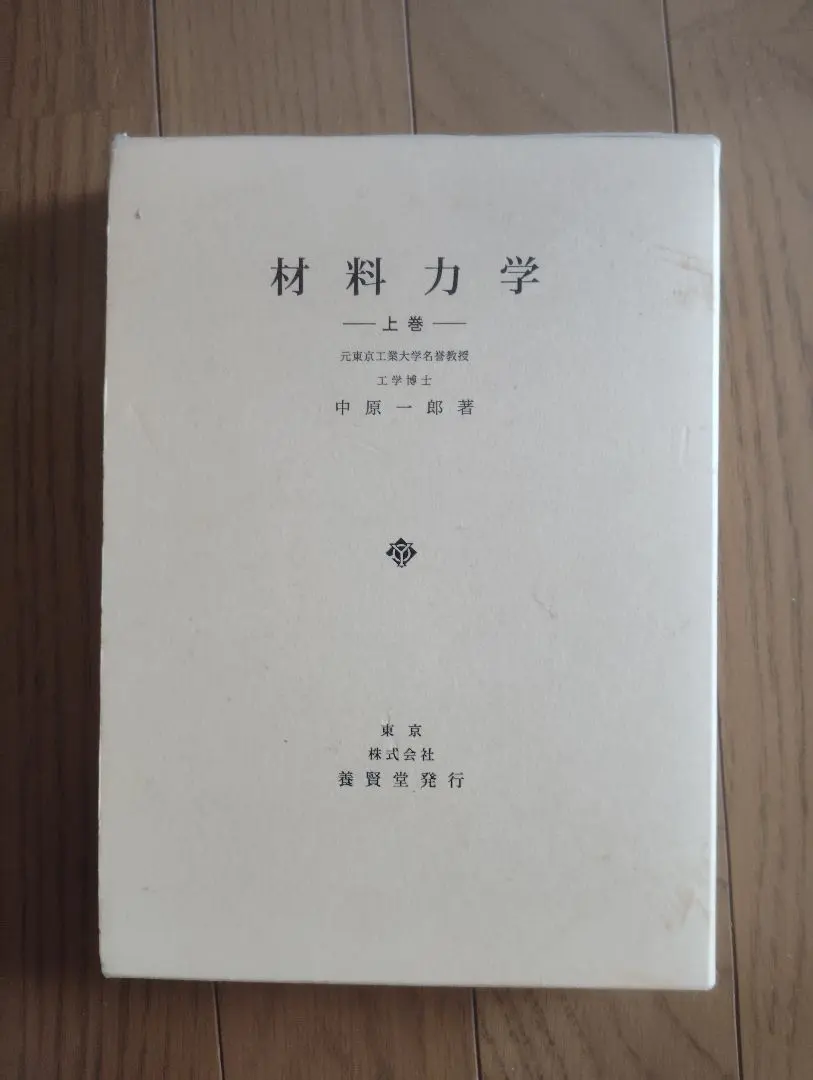 材料力学
上巻
元東京工業大学名誉教授
工学博士
中原一郎著
東京
株式会社
養賢堂発行